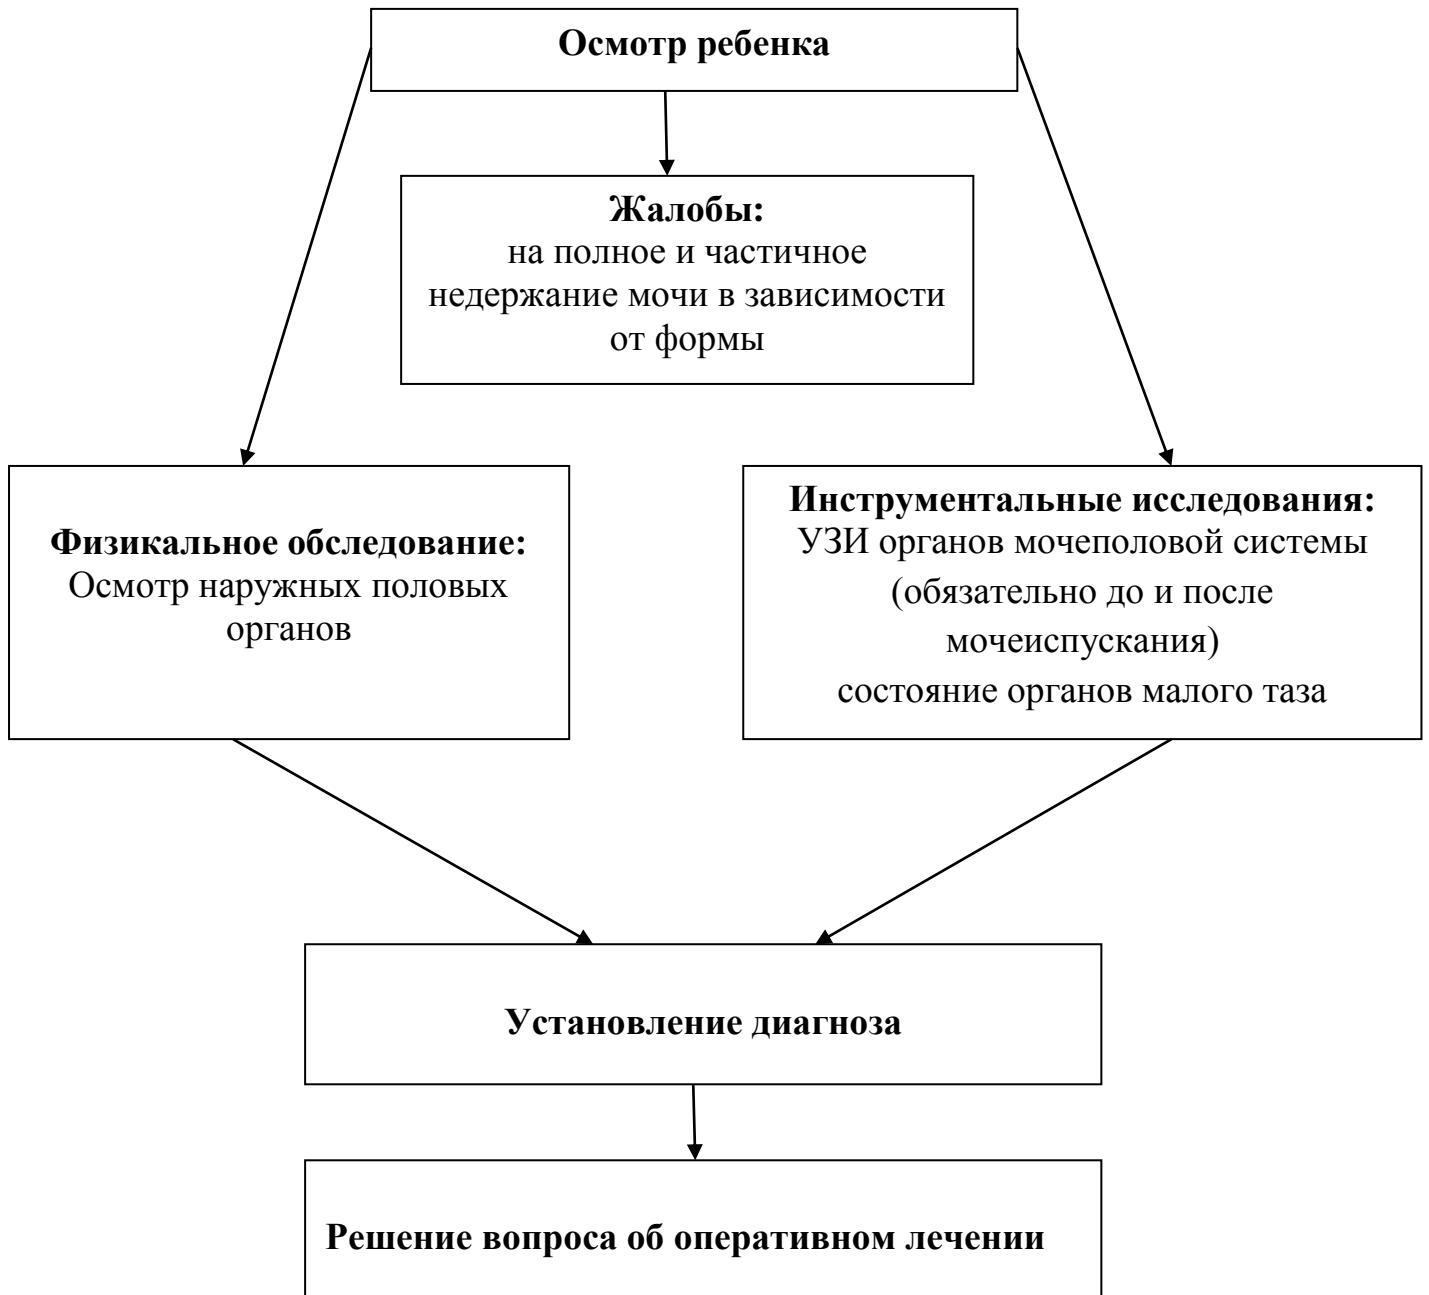 Осмотр ребенка
Жалобы:
на полное и частичное
недержание мочи в зависимости
от формы
Физикальное обследование:
Осмотр наружных половых
органов
Инструментальные исследования:
УЗИ органов мочеполовой системы
(обязательно до и после
мочеиспускания)
состояние органов малого таза
Установление диагноза
Решение вопроса об оперативном лечении